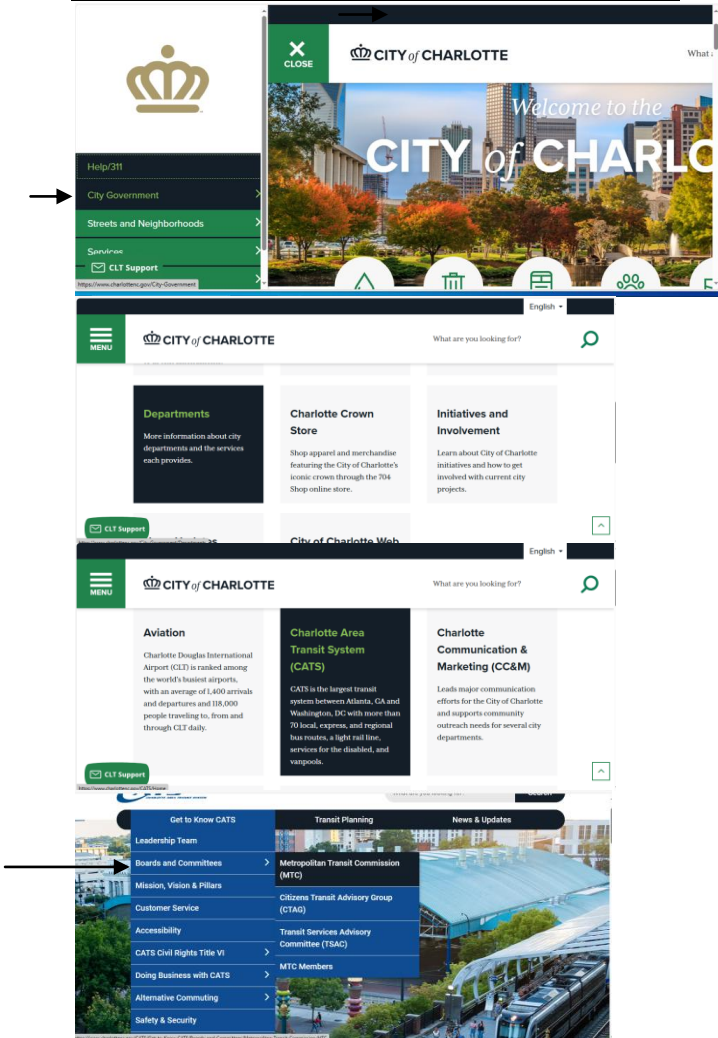 CLOSE
CITY of CHARLOTTE
What
Welcome to the
CITY of CHARLO
Help/311
City Government
Streets and Neighborhoods
Services
CLT Support
https://www.charlottenc.gov/City-Government
English
MENU
CITY of CHARLOTTE
What are you looking for?
Departments
More information about city
departments and the services
each provides.
Charlotte Crown
Store
Shop apparel and merchandise
featuring the City of Charlotte's
iconic crown through the 704
Shop online store.
Initiatives and
Involvement
Learn about City of Charlotte
initiatives and how to get
involved with current city
projects.
CLT Support
City of Charlotte Web
English
MENU
CITY of CHARLOTTE
What are you looking for?
Aviation
Charlotte Douglas International
Airport (CLT) is ranked among
the world's busiest airports,
with an average of 1,400 arrivals
and departures and 118,000
people traveling to, from and
through CLT daily.
Charlotte Area
Transit System
(CATS)
CATS is the largest transit
system between Atlanta, GA and
Washington, DC with more than
70 local, express, and regional
bus routes, a light rail line,
services for the disabled, and
vanpools.
Charlotte
Communication &
Marketing (CC&M)
Leads major communication
efforts for the City of Charlotte
and supports community
outreach needs for several city
departments.
CLT Support
https://www.charlottenc.gov/CATS/Home
What are you looking for?
Search
Get to Know CATS
Transit Planning
News & Updates
Leadership Team
Boards and Committees
Mission, Vision & Pillars
Customer Service
Accessibility
CATS Civil Rights Title VI
Doing Business with CATS
Alternative Commuting
Safety & Security
Metropolitan Transit Commission
(MTC)
Citizens Transit Advisory Group
(CTAG)
Transit Services Advisory
Committee (TSAC)
MTC Members